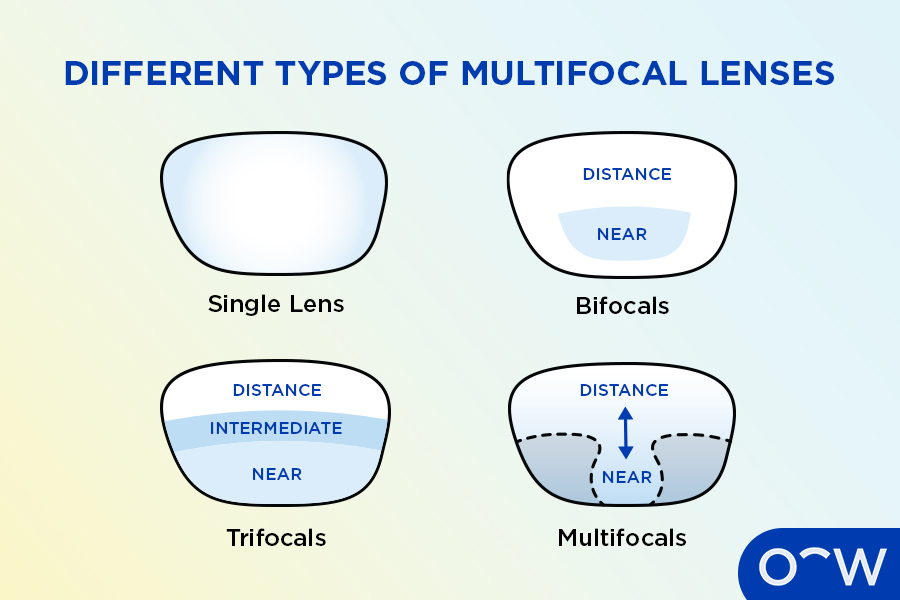 DIFFERENT TYPES OF MULTIFOCAL LENSES
Single Lens
DISTANCE
NEAR
Bifocals
DISTANCE
INTERMEDIATE
NEAR
Trifocals
DISTANCE
NEAR
Multifocals
OW